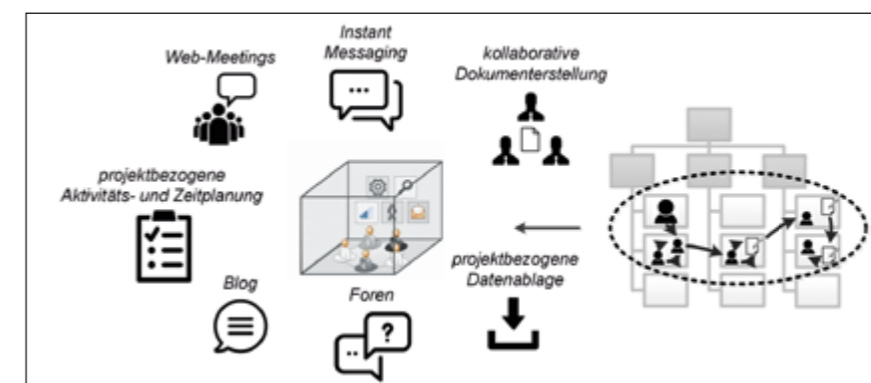 Web-Meetings
Instant
Messaging
kollaborative
Dokumenterstellung
projektbezogene
Aktivitäts- und Zeitplanung
projektbezogene
Datenablage
Blog
Foren
?